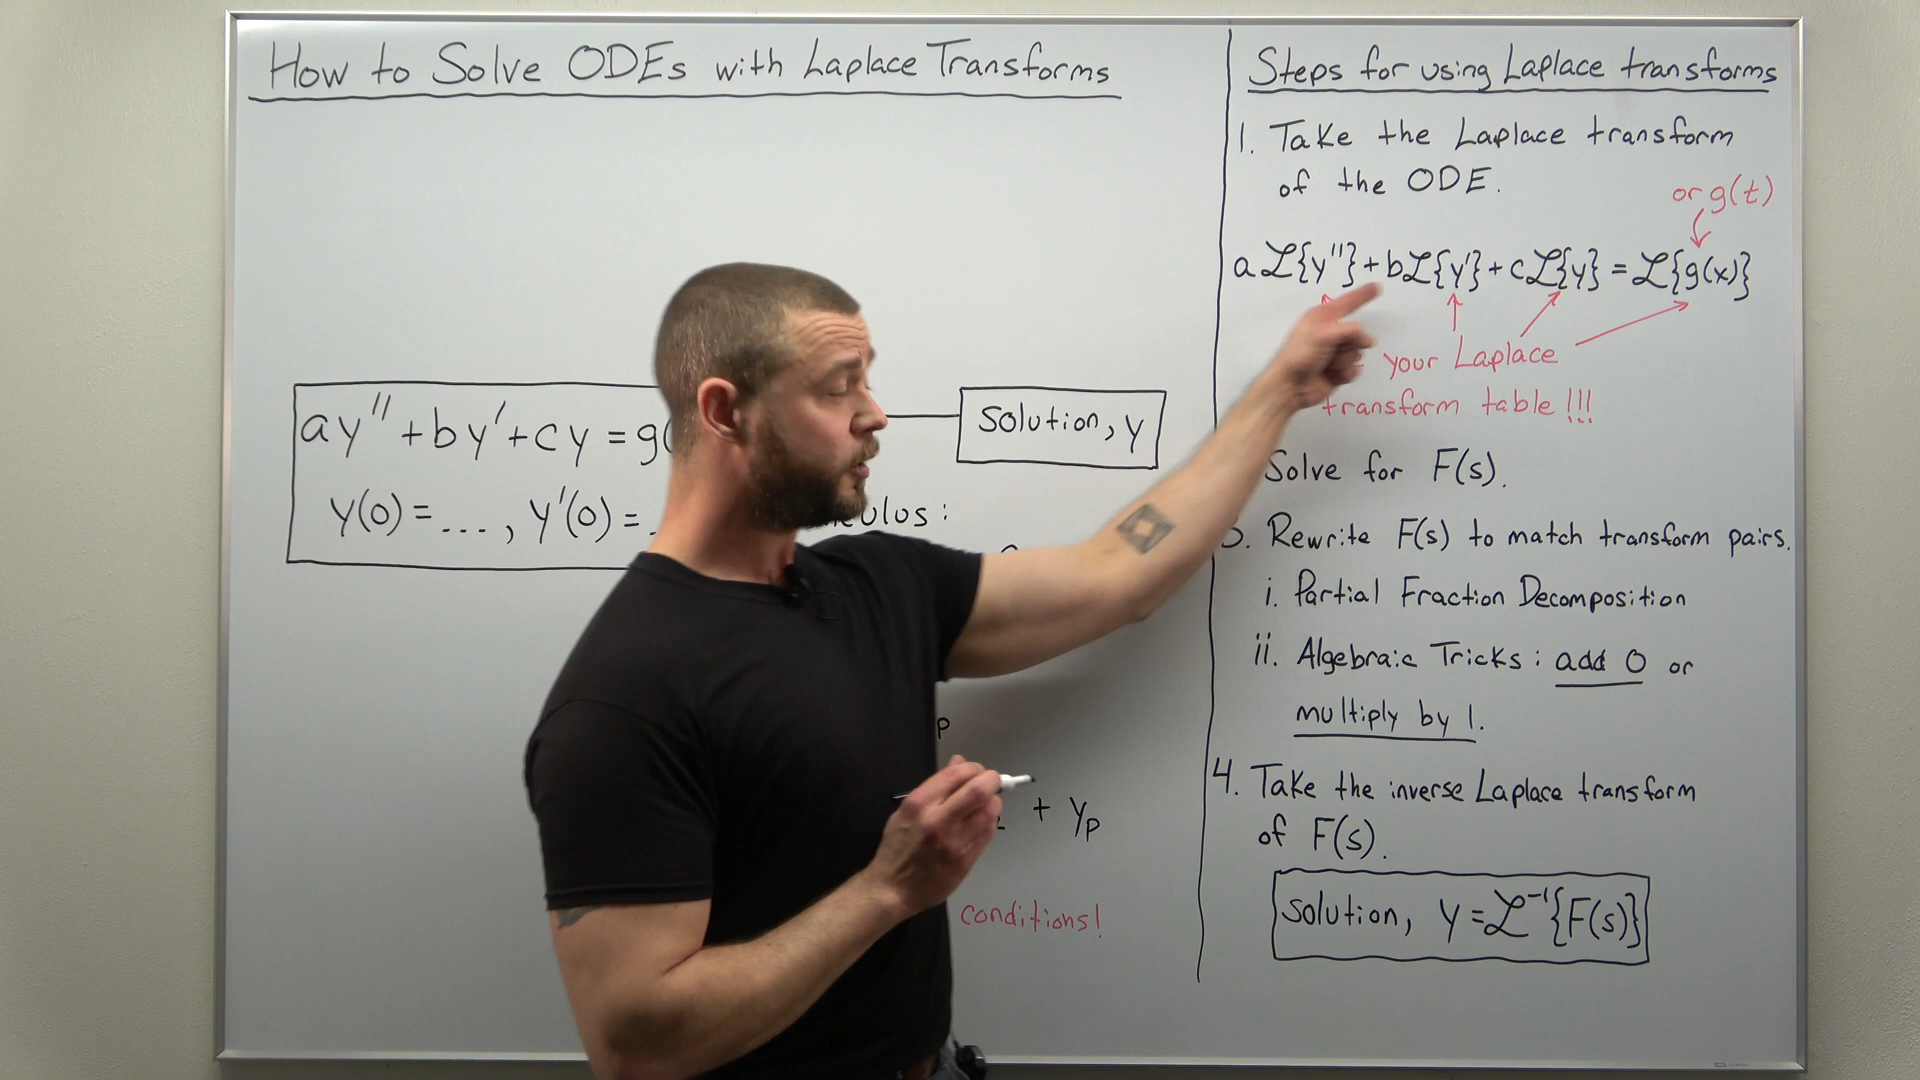 How to Solve ODEs with Laplace Transforms
ay'' + by' + cy = g(
y(0) = ... , y'(0) =
solution, y
:
p
+ yp
conditions!
Steps for using Laplace transforms
1. Take the Laplace transform
of the ODE.
or g(t)
aℒ{y''} + bℒ{y'} + cℒ{y} = ℒ{g(x)}
your Laplace
transform table!!!
Solve for F(s).
3. Rewrite F(s) to match transform pairs.
i. Partial Fraction Decomposition
ii. Algebraic Tricks: add 0 or
multiply by 1.
4. Take the inverse Laplace transform
of F(s).
solution, y = ℒ⁻¹{F(s)}